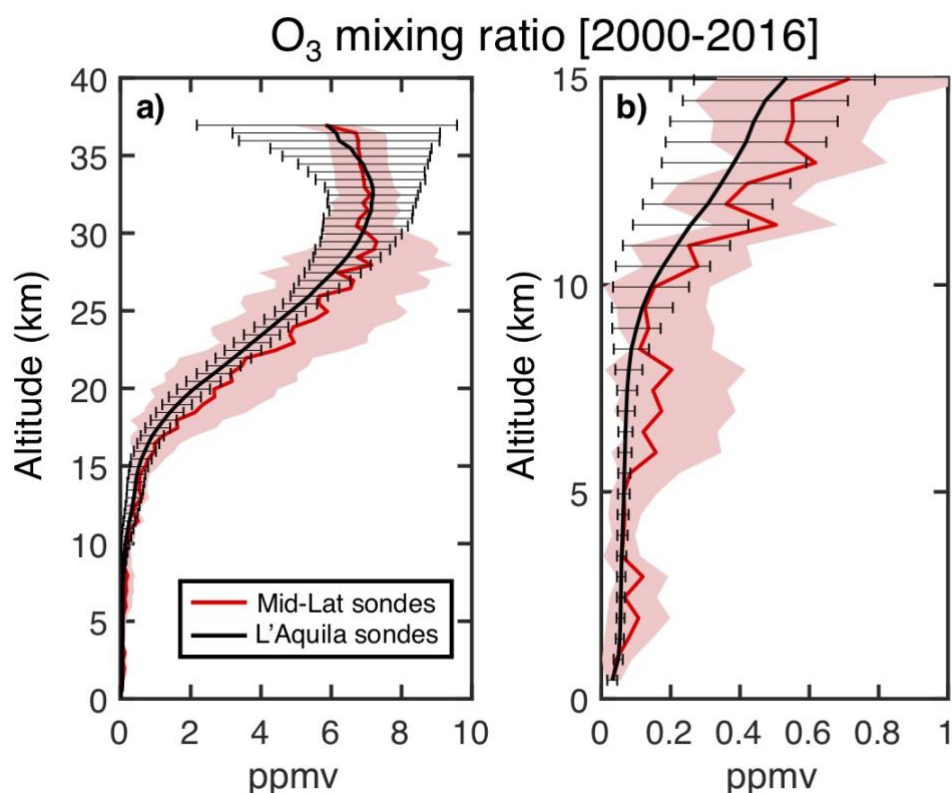 O₃ mixing ratio [2000-2016]
a)
40
35
30
25
20
15
10
5
0
Altitude (km)
0 2 4 6 8 10
ppmv
Mid-Lat sondes
L'Aquila sondes
b)
15
10
5
0
Altitude (km)
0 0.2 0.4 0.6 0.8 1
ppmv